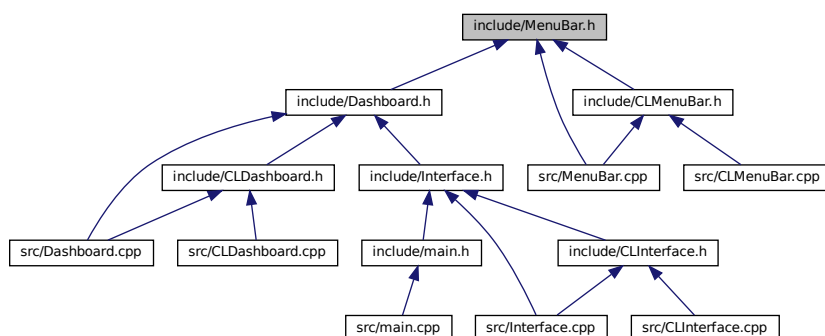 include/MenuBar.h
include/Dashboard.h
include/CLMenuBar.h
include/CLDashboard.h
include/Interface.h
src/MenuBar.cpp
src/CLMenuBar.cpp
src/Dashboard.cpp
src/CLDashboard.cpp
include/main.h
include/CLInterface.h
src/main.cpp
src/Interface.cpp
src/CLInterface.cpp